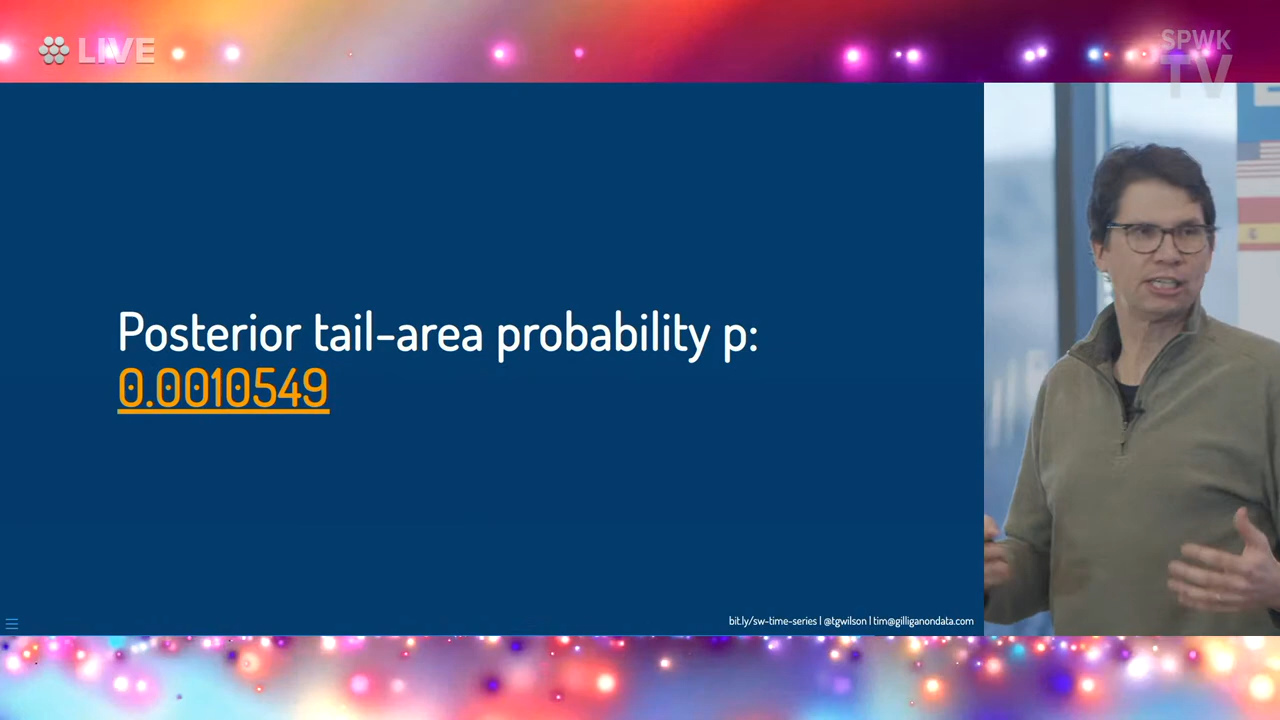 LIVE
SPWK
TV
Posterior tail-area probability p:
0.0010549
bit.ly/sw-time-series | @tgwilson | tim@gilliganondata.com